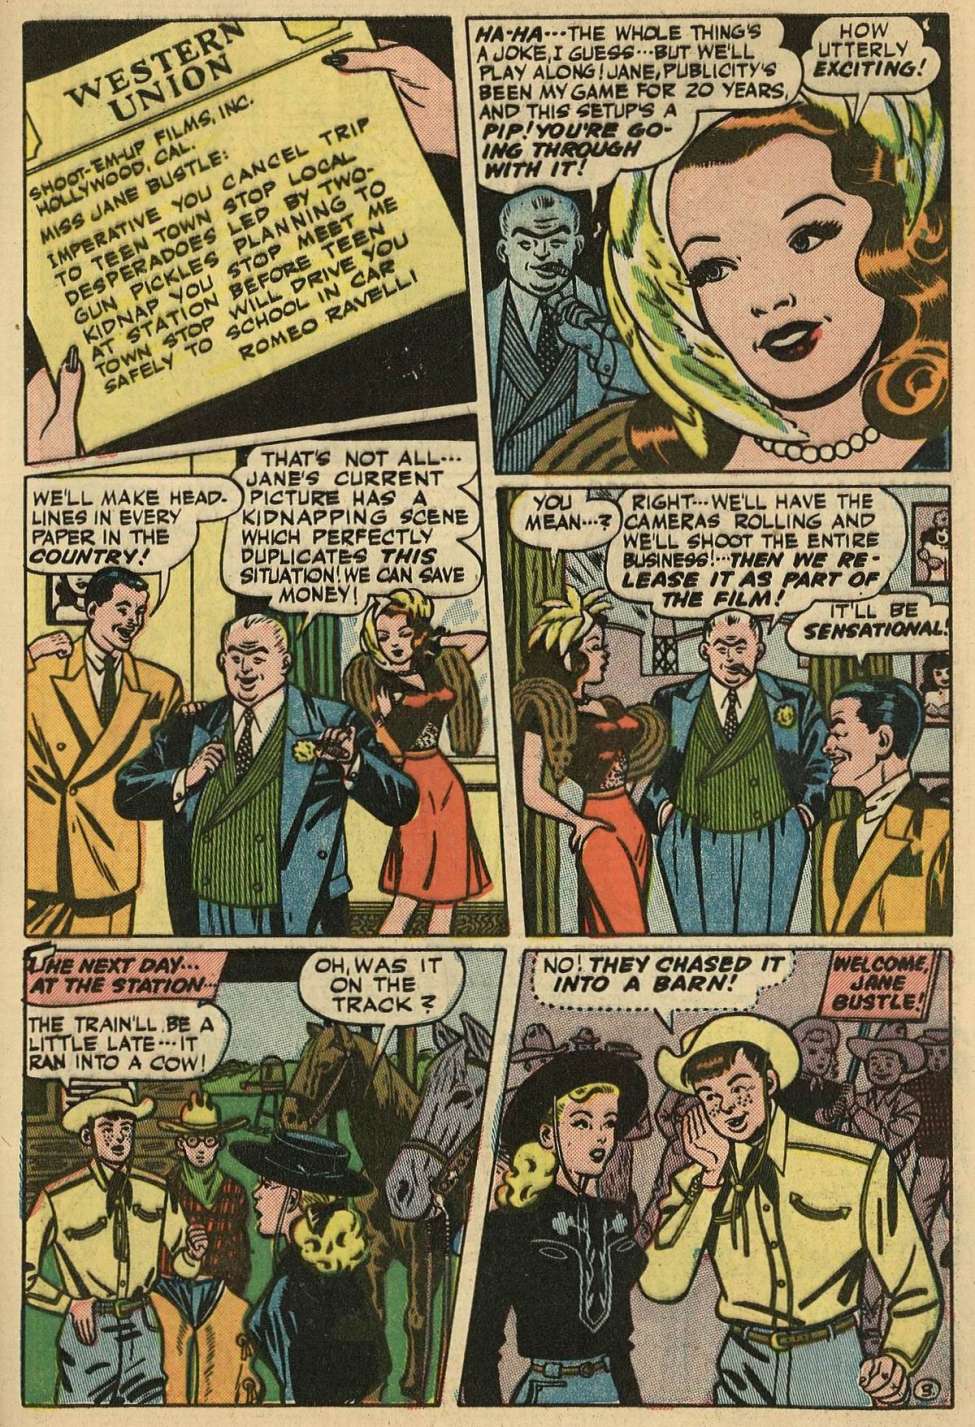 WESTERN
UNION
SHOOT-'EM-UP FILMS, INC.
HOLLYWOOD, CAL.
MISS JANE BUSTLE:
IMPERATIVE YOU CANCEL TRIP
TO TEEN TOWN STOP LOCAL
DESPERADOES LED BY TWO-
GUN PICKLES PLANNING TO
KIDNAP YOU STOP MEET ME
AT STATION BEFORE TEEN
TOWN STOP WILL DRIVE YOU
SAFELY TO SCHOOL IN CAR
ROMEO RAVELLI
HA-HA---THE WHOLE THING'S
A JOKE, I GUESS---BUT WE'LL
PLAY ALONG! JANE, PUBLICITY'S
BEEN MY GAME FOR 20 YEARS,
AND THIS SETUP'S A
PIP! YOU'RE GO-
ING THROUGH
WITH IT!
HOW
UTTERLY
EXCITING!
WE'LL MAKE HEAD-
LINES IN EVERY
PAPER IN THE
COUNTRY!
THAT'S NOT ALL---
JANE'S CURRENT
PICTURE HAS A
KIDNAPPING SCENE
WHICH PERFECTLY
DUPLICATES THIS
SITUATION! WE CAN SAVE
MONEY!
YOU
MEAN---?
RIGHT---WE'LL HAVE THE
CAMERAS ROLLING AND
WE'LL SHOOT THE ENTIRE
BUSINESS!---THEN WE RE-
LEASE IT AS PART OF
THE FILM!
IT'LL BE
SENSATIONAL!
THE NEXT DAY---
AT THE STATION---
THE TRAIN'LL BE A
LITTLE LATE---IT
RAN INTO A COW!
OH, WAS IT
ON THE
TRACK?
NO! THEY CHASED IT
INTO A BARN!
WELCOME,
JANE
BUSTLE!
3